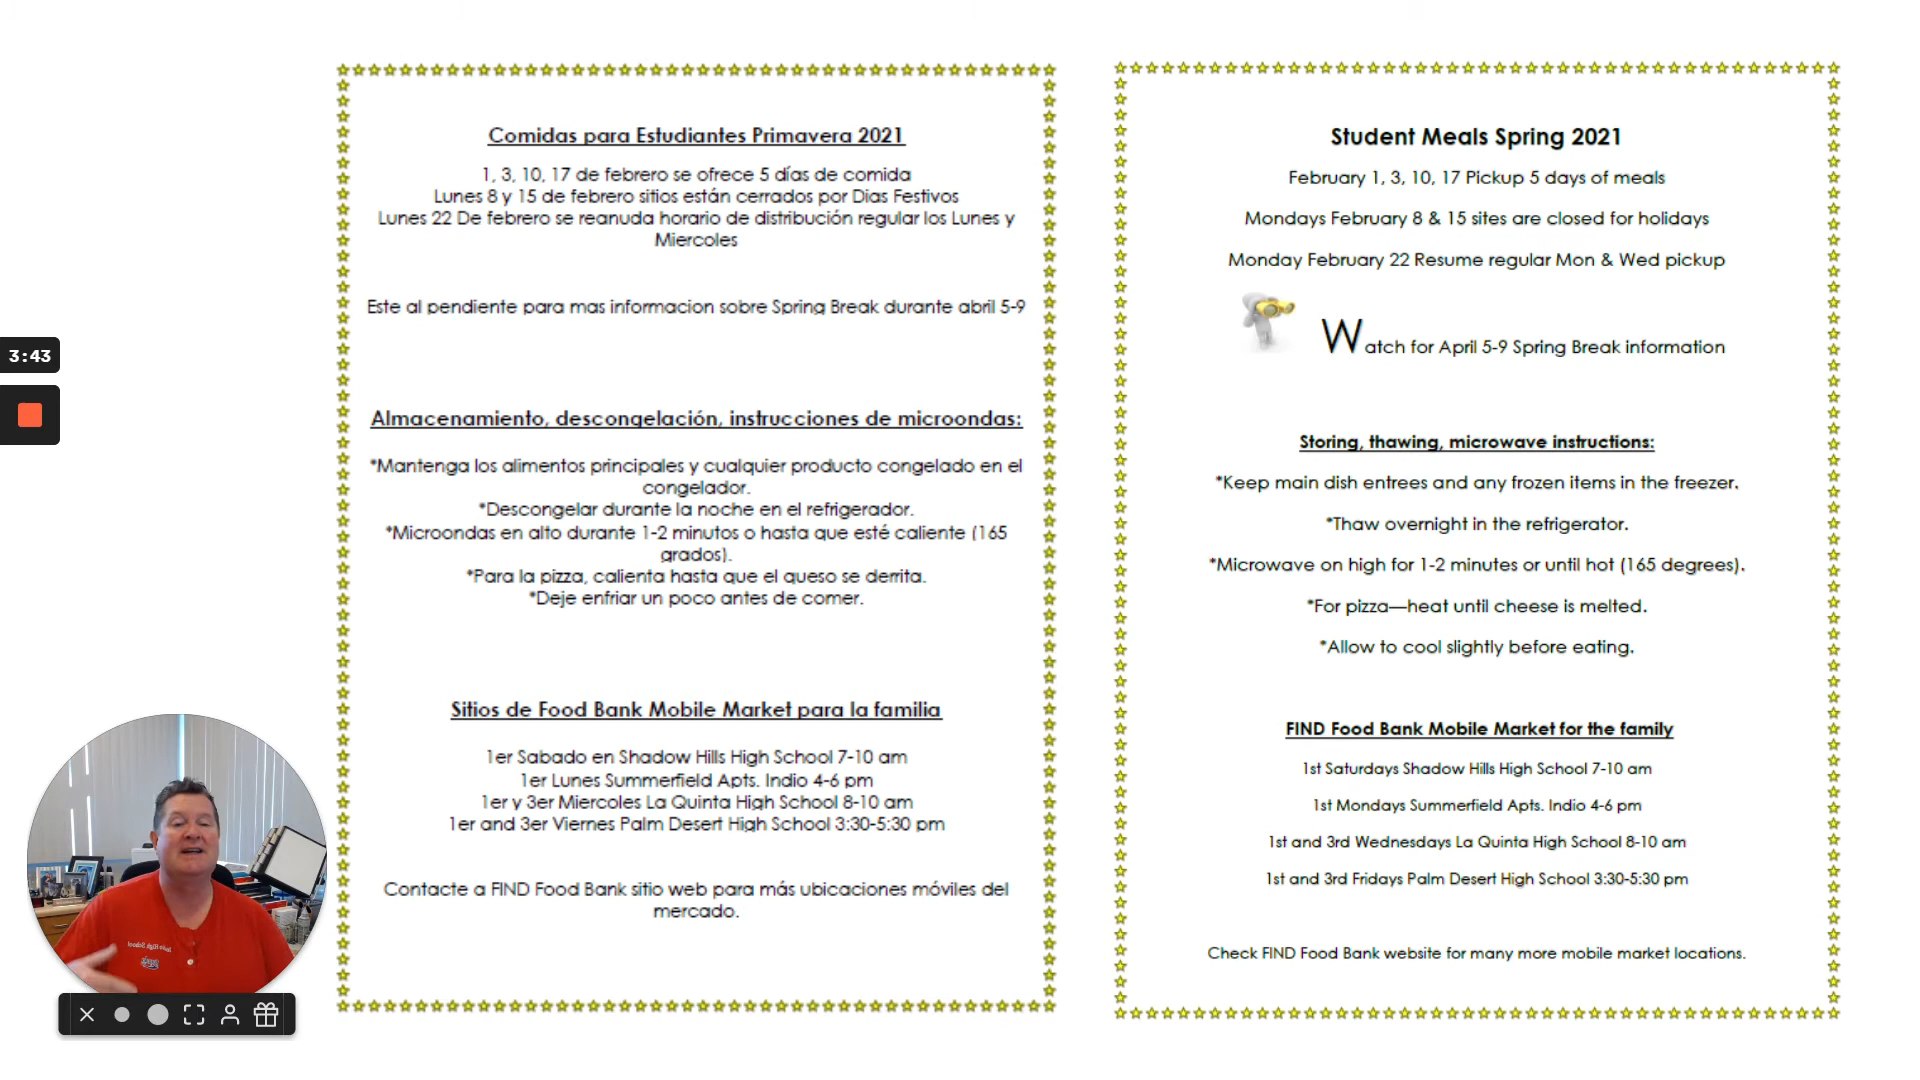 Comidas para Estudiantes Primavera 2021
1, 3, 10, 17 de febrero se ofrece 5 días de comida
Lunes 8 y 15 de febrero sitios están cerrados por Dias Festivos
Lunes 22 De febrero se reanuda horario de distribución regular los Lunes y
Miercoles
Este al pendiente para mas informacion sobre Spring Break durante abril 5-9
Almacenamiento, descongelación, instrucciones de microondas:
*Mantenga los alimentos principales y cualquier producto congelado en el
congelador.
*Descongelar durante la noche en el refrigerador.
*Microondas en alto durante 1-2 minutos o hasta que esté caliente (165
grados).
*Para la pizza, calienta hasta que el queso se derrita.
*Deje enfriar un poco antes de comer.
Sitios de Food Bank Mobile Market para la familia
1er Sabado en Shadow Hills High School 7-10 am
1er Lunes Summerfield Apts. Indio 4-6 pm
1er y 3er Miercoles La Quinta High School 8-10 am
1er and 3er Viernes Palm Desert High School 3:30-5:30 pm
Contacte a FIND Food Bank sitio web para más ubicaciones móviles del
mercado.
Student Meals Spring 2021
February 1, 3, 10, 17 Pickup 5 days of meals
Mondays February 8 & 15 sites are closed for holidays
Monday February 22 Resume regular Mon & Wed pickup
Watch for April 5-9 Spring Break information
Storing, thawing, microwave instructions:
*Keep main dish entrees and any frozen items in the freezer.
*Thaw overnight in the refrigerator.
*Microwave on high for 1-2 minutes or until hot (165 degrees).
*For pizza—heat until cheese is melted.
*Allow to cool slightly before eating.
FIND Food Bank Mobile Market for the family
1st Saturdays Shadow Hills High School 7-10 am
1st Mondays Summerfield Apts. Indio 4-6 pm
1st and 3rd Wednesdays La Quinta High School 8-10 am
1st and 3rd Fridays Palm Desert High School 3:30-5:30 pm
Check FIND Food Bank website for many more mobile market locations.
3:43
Indio High School